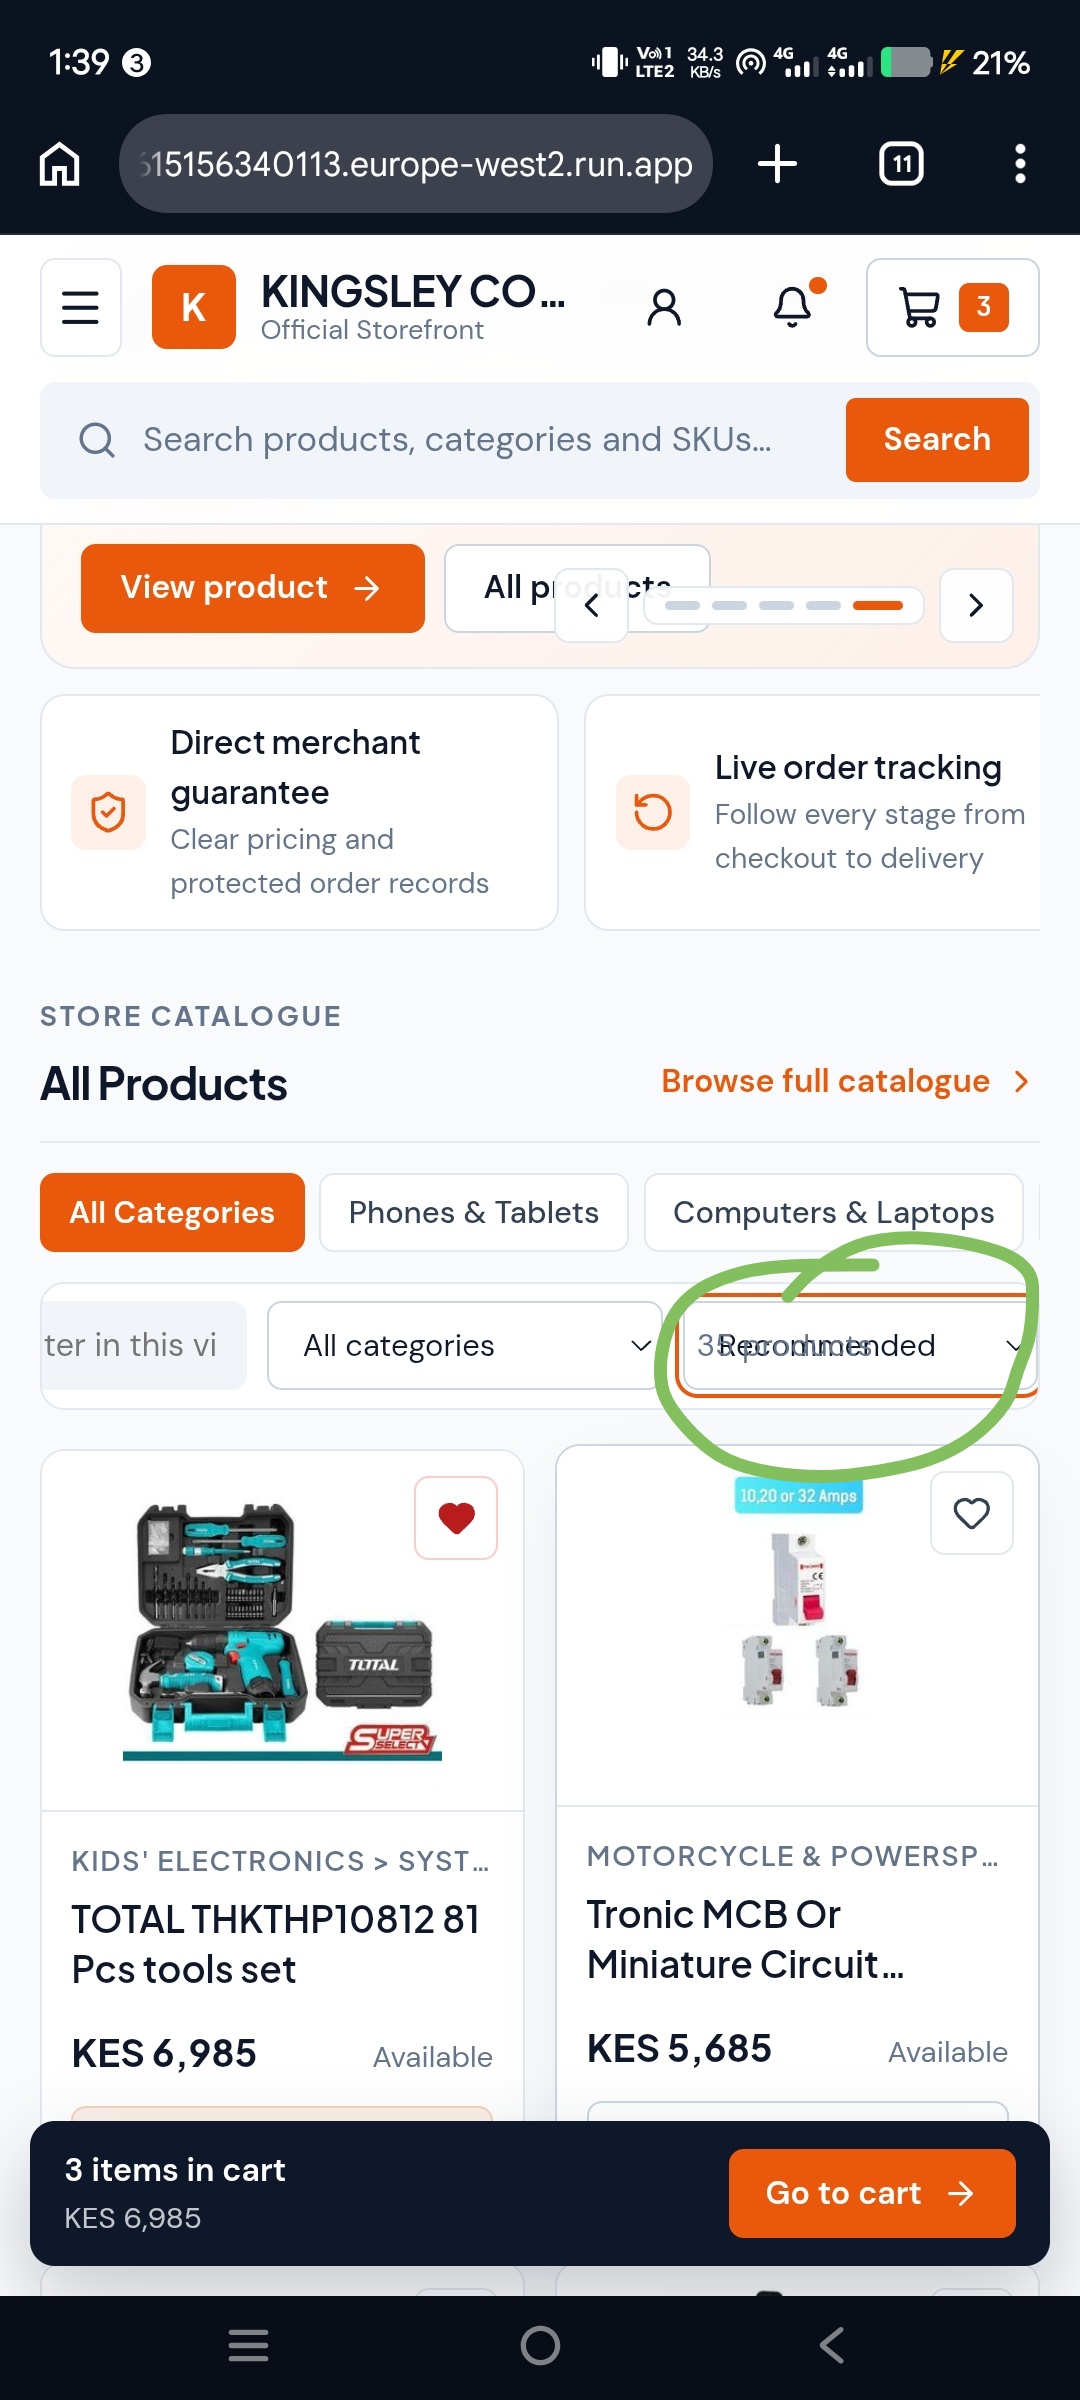 1:39
3
Vo 1
LTE2
34.3
KB/s
4G
4G
21%
515156340113.europe-west2.run.app
11
K
KINGSLEY CO...
Official Storefront
3
Search products, categories and SKUs...
Search
View product
All products
Direct merchant
guarantee
Clear pricing and
protected order records
Live order tracking
Follow every stage from
checkout to delivery
STORE CATALOGUE
All Products
Browse full catalogue
All Categories
Phones & Tablets
Computers & Laptops
ter in this vi
All categories
35 products
Recommended
10,20 or 32 Amps
TOTAL
SUPER
SELECT
KIDS' ELECTRONICS > SYST...
TOTAL THKTHP10812 81
Pcs tools set
KES 6,985
Available
MOTORCYCLE & POWERSP...
Tronic MCB Or
Miniature Circuit...
KES 5,685
Available
3 items in cart
KES 6,985
Go to cart